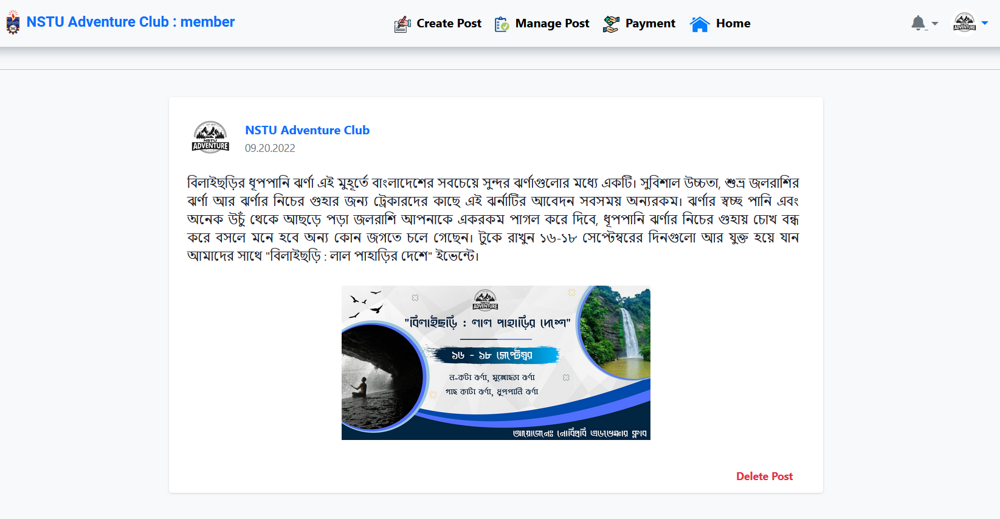 NSTU Adventure Club : member
Create Post
Manage Post
Payment
Home
NSTU
ADVENTURE
NSTU
ADVENTURE
NSTU Adventure Club
09.20.2022
বিলাইছড়ির ধূপপানি ঝর্ণা এই মুহূর্তে বাংলাদেশের সবচেয়ে সুন্দর ঝর্ণাগুলোর মধ্যে একটি। সুবিশাল উচ্চতা, শুভ্র জলরাশির
ঝর্ণা আর ঝর্ণার নিচের গুহার জন্য ট্রেকারদের কাছে এই ঝর্নাটির আবেদন সবসময় অন্যরকম। ঝর্ণার স্বচ্ছ পানি এবং
অনেক উচুঁ থেকে আছড়ে পড়া জলরাশি আপনাকে একরকম পাগল করে দিবে, ধূপপানি ঝর্ণার নিচের গুহায় চোখ বন্ধ
করে বসলে মনে হবে অন্য কোন জগতে চলে গেছেন। টুকে রাখুন ১৬-১৮ সেপ্টেম্বরের দিনগুলো আর যুক্ত হয়ে যান
আমাদের সাথে "বিলাইছড়ি : লাল পাহাড়ির দেশে" ইভেন্টে।
NSTU
ADVENTURE
"বিলাইছড়ি : লাল পাহাড়ির দেশে"
১৬ - ১৮ সেপ্টেম্বর
ন-কটা ঝর্ণা, মুপ্পোছড়া ঝর্ণা
গাছ কাটা ঝর্ণা, ধুপপানি ঝর্ণা
আয়োজনেঃ নোবিপ্রবি এডভেঞ্চার ক্লাব
Delete Post